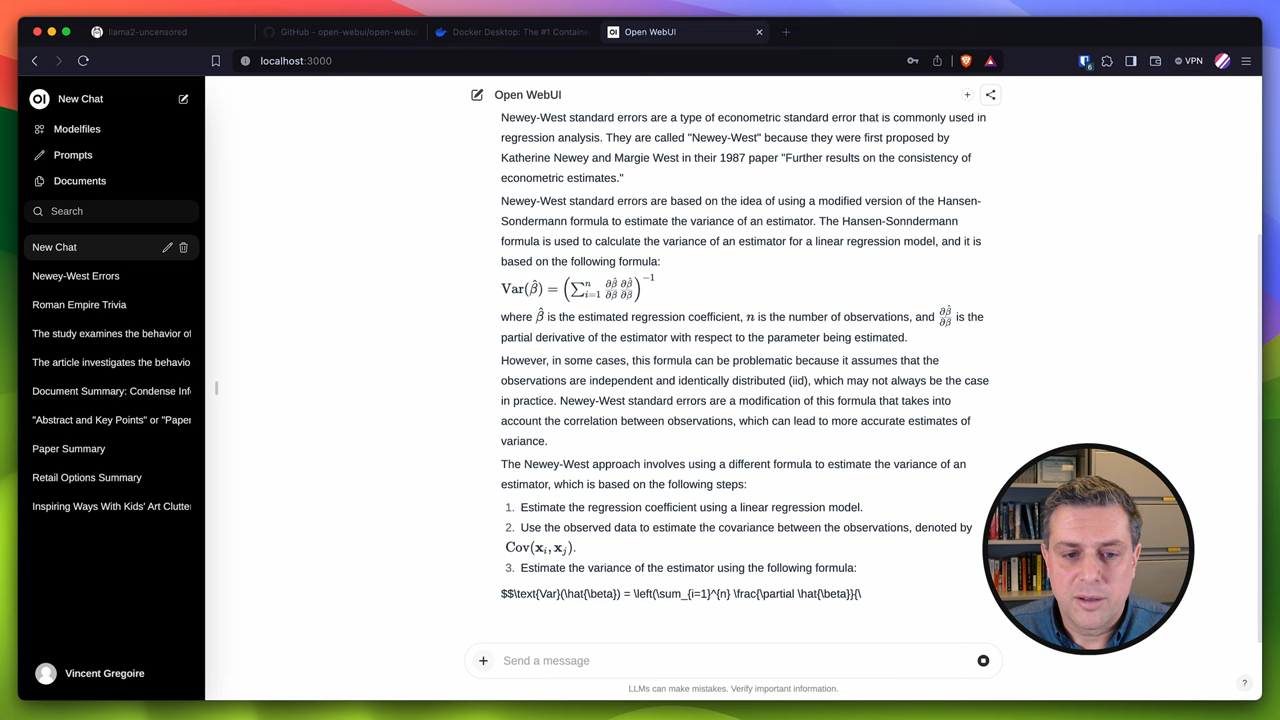 llama2-uncensored
GitHub - open-webui/open-webu
Docker Desktop: The #1 Containe
OI Open WebUI
localhost:3000
6
VPN
OI New Chat
Modelfiles
Prompts
Documents
Search
New Chat
Newey-West Errors
Roman Empire Trivia
The study examines the behavior of
The article investigates the behavio
Document Summary: Condense Info
"Abstract and Key Points" or "Paper
Paper Summary
Retail Options Summary
Inspiring Ways With Kids' Art Clutter
Vincent Gregoire
Open WebUI
Newey-West standard errors are a type of econometric standard error that is commonly used in
regression analysis. They are called "Newey-West" because they were first proposed by
Katherine Newey and Margie West in their 1987 paper "Further results on the consistency of
econometric estimates."
Newey-West standard errors are based on the idea of using a modified version of the Hansen-
Sondermann formula to estimate the variance of an estimator. The Hansen-Sonndermann
formula is used to calculate the variance of an estimator for a linear regression model, and it is
based on the following formula:
Var(β̂) = (∑ⁿᵢ₌₁ ∂β̂/∂β ∂β̂/∂β)⁻¹
where β̂ is the estimated regression coefficient, n is the number of observations, and ∂β̂/∂β is the
partial derivative of the estimator with respect to the parameter being estimated.
However, in some cases, this formula can be problematic because it assumes that the
observations are independent and identically distributed (iid), which may not always be the case
in practice. Newey-West standard errors are a modification of this formula that takes into
account the correlation between observations, which can lead to more accurate estimates of
variance.
The Newey-West approach involves using a different formula to estimate the variance of an
estimator, which is based on the following steps:
1. Estimate the regression coefficient using a linear regression model.
2. Use the observed data to estimate the covariance between the observations, denoted by
Cov(xᵢ, xⱼ).
3. Estimate the variance of the estimator using the following formula:
$$\text{Var}(\hat{\beta}) = \left(\sum_{i=1}^{n} \frac{\partial \hat{\beta}}{\
Send a message
LLMs can make mistakes. Verify important information.
?